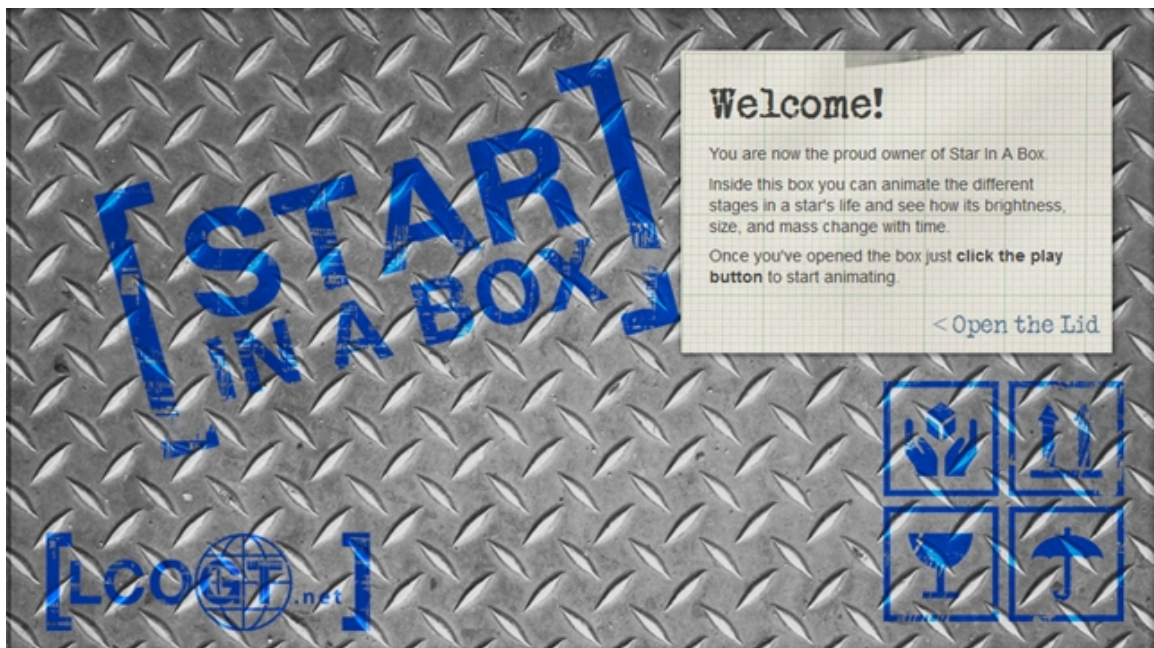 [STAR
IN A BOX]
Welcome!
You are now the proud owner of Star In A Box.
Inside this box you can animate the different
stages in a star's life and see how its brightness,
size, and mass change with time.
Once you've opened the box just click the play
button to start animating.
< Open the Lid
[LCOGT.net]